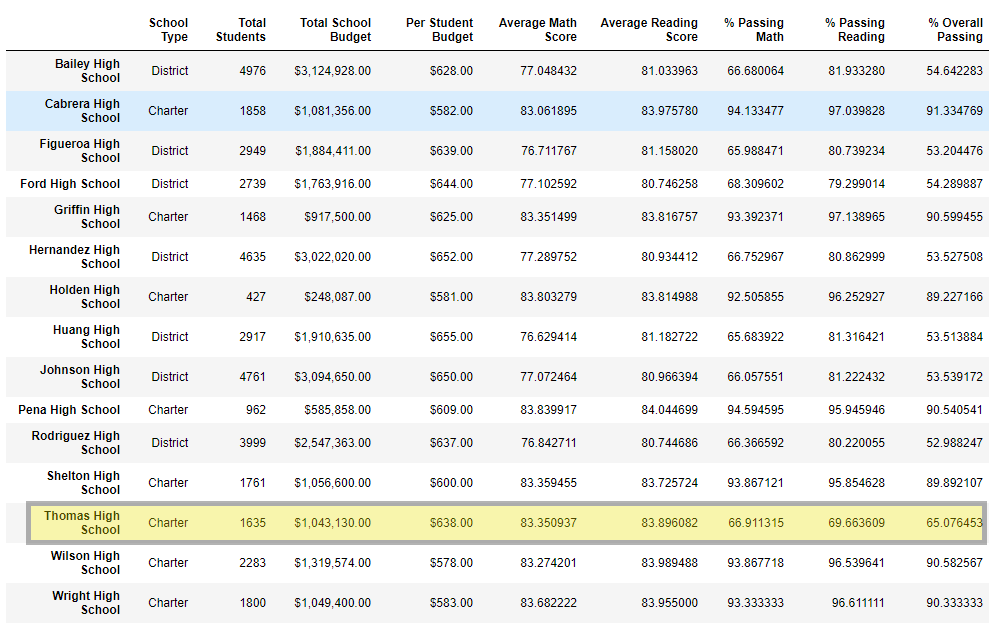 School Type Total Students Total School Budget Per Student Budget Average Math Score Average Reading Score % Passing Math % Passing Reading % Overall Passing
Bailey High School District 4976 $3,124,928.00 $628.00 77.048432 81.033963 66.680064 81.933280 54.642283
Cabrera High School Charter 1858 $1,081,356.00 $582.00 83.061895 83.975780 94.133477 97.039828 91.334769
Figueroa High School District 2949 $1,884,411.00 $639.00 76.711767 81.158020 65.988471 80.739234 53.204476
Ford High School District 2739 $1,763,916.00 $644.00 77.102592 80.746258 68.309602 79.299014 54.289887
Griffin High School Charter 1468 $917,500.00 $625.00 83.351499 83.816757 93.392371 97.138965 90.599455
Hernandez High School District 4635 $3,022,020.00 $652.00 77.289752 80.934412 66.752967 80.862999 53.527508
Holden High School Charter 427 $248,087.00 $581.00 83.803279 83.814988 92.505855 96.252927 89.227166
Huang High School District 2917 $1,910,635.00 $655.00 76.629414 81.182722 65.683922 81.316421 53.513884
Johnson High School District 4761 $3,094,650.00 $650.00 77.072464 80.966394 66.057551 81.222432 53.539172
Pena High School Charter 962 $585,858.00 $609.00 83.839917 84.044699 94.594595 95.945946 90.540541
Rodriguez High School District 3999 $2,547,363.00 $637.00 76.842711 80.744686 66.366592 80.220055 52.988247
Shelton High School Charter 1761 $1,056,600.00 $600.00 83.359455 83.725724 93.867121 95.854628 89.892107
Thomas High School Charter 1635 $1,043,130.00 $638.00 83.350937 83.896082 66.911315 69.663609 65.076453
Wilson High School Charter 2283 $1,319,574.00 $578.00 83.274201 83.989488 93.867718 96.539641 90.582567
Wright High School Charter 1800 $1,049,400.00 $583.00 83.682222 83.955000 93.333333 96.611111 90.333333